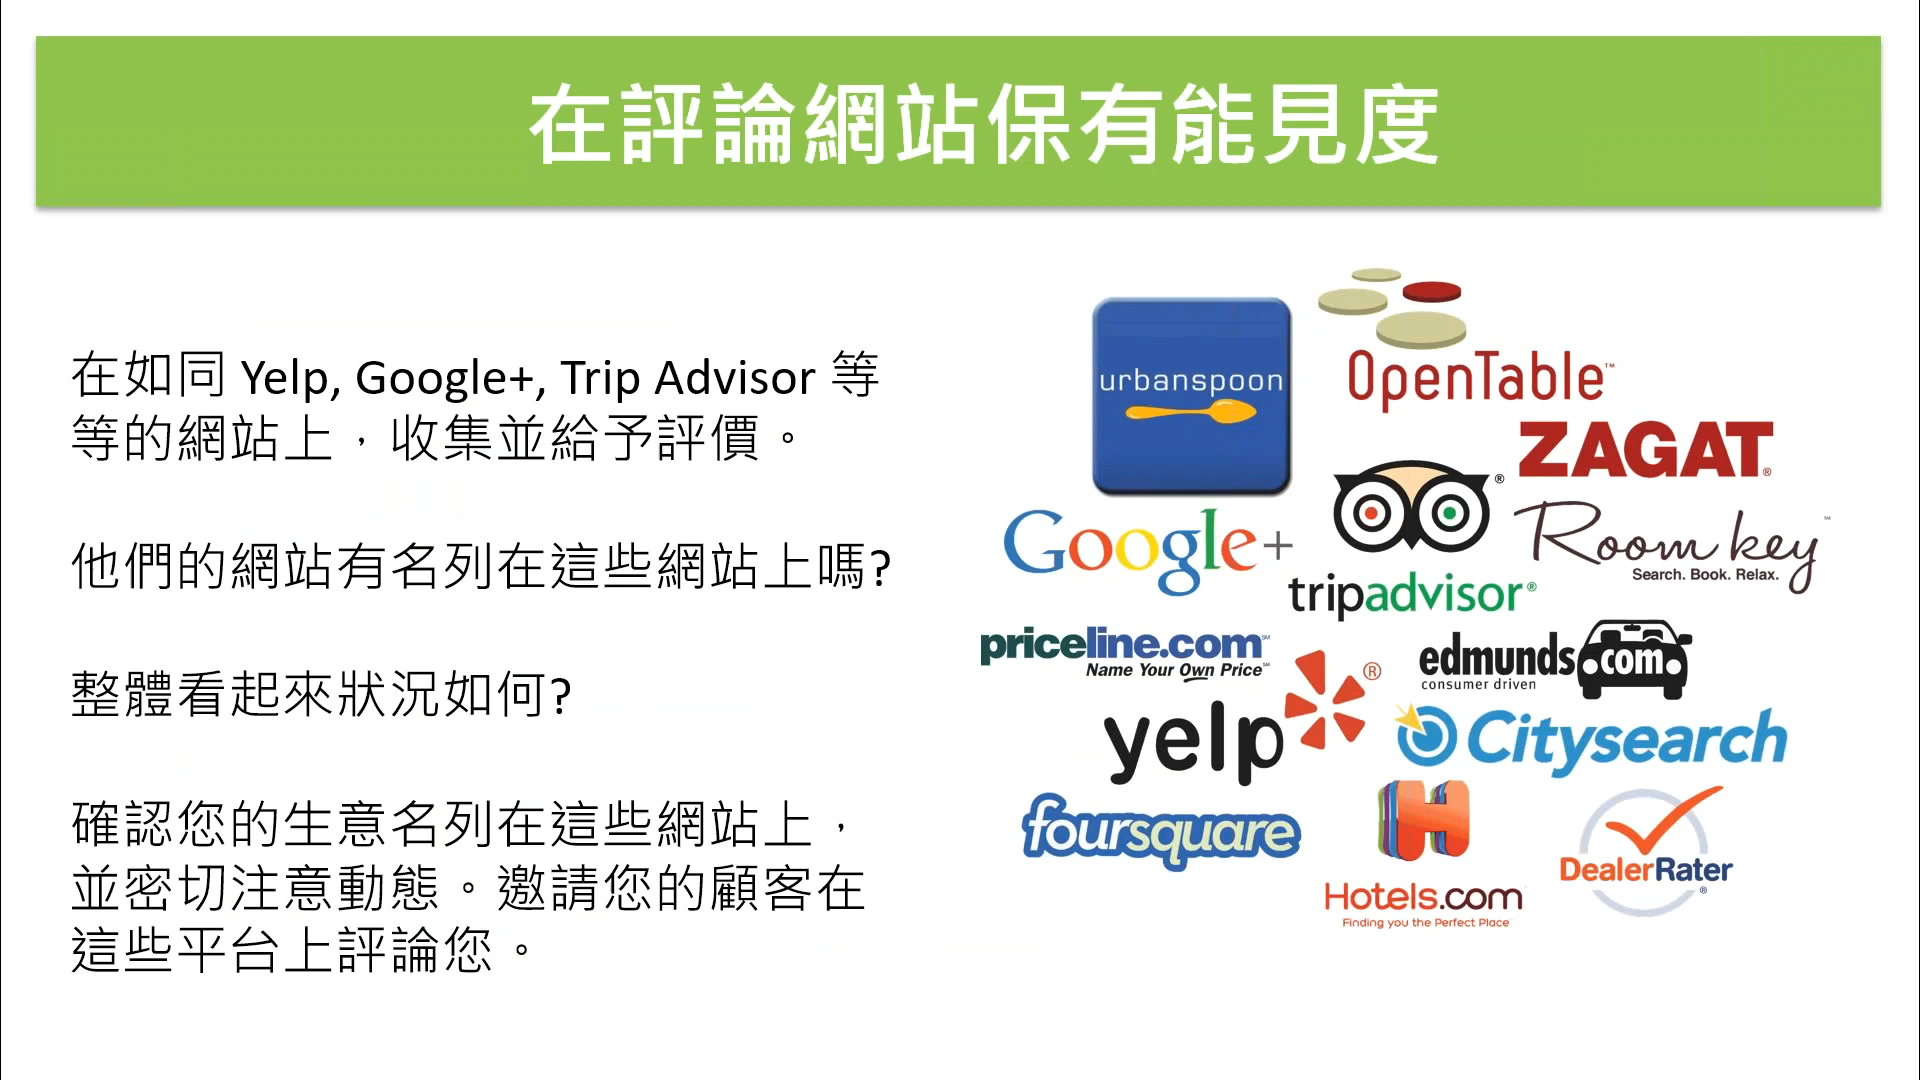 在評論網站保有能見度
在如同 Yelp, Google+, Trip Advisor 等
等的網站上，收集並給予評價。
他們的網站有名列在這些網站上嗎?
整體看起來狀況如何?
確認您的生意名列在這些網站上，
並密切注意動態。邀請您的顧客在
這些平台上評論您。
urbanspoon
OpenTable™
ZAGAT®
Google+
®
tripadvisor®
Room key™
Search. Book. Relax.
priceline.com℠
Name Your Own Price℠
edmunds.com
consumer driven
yelp®
Citysearch
foursquare
H
Hotels.com
Finding you the Perfect Place
DealerRater®